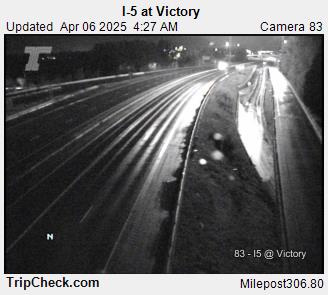 I-5 at Victory
Updated Apr 06 2025 4:27 AM Camera 83
T
N
83 - I5 @ Victory
TripCheck.com Milepost306.80